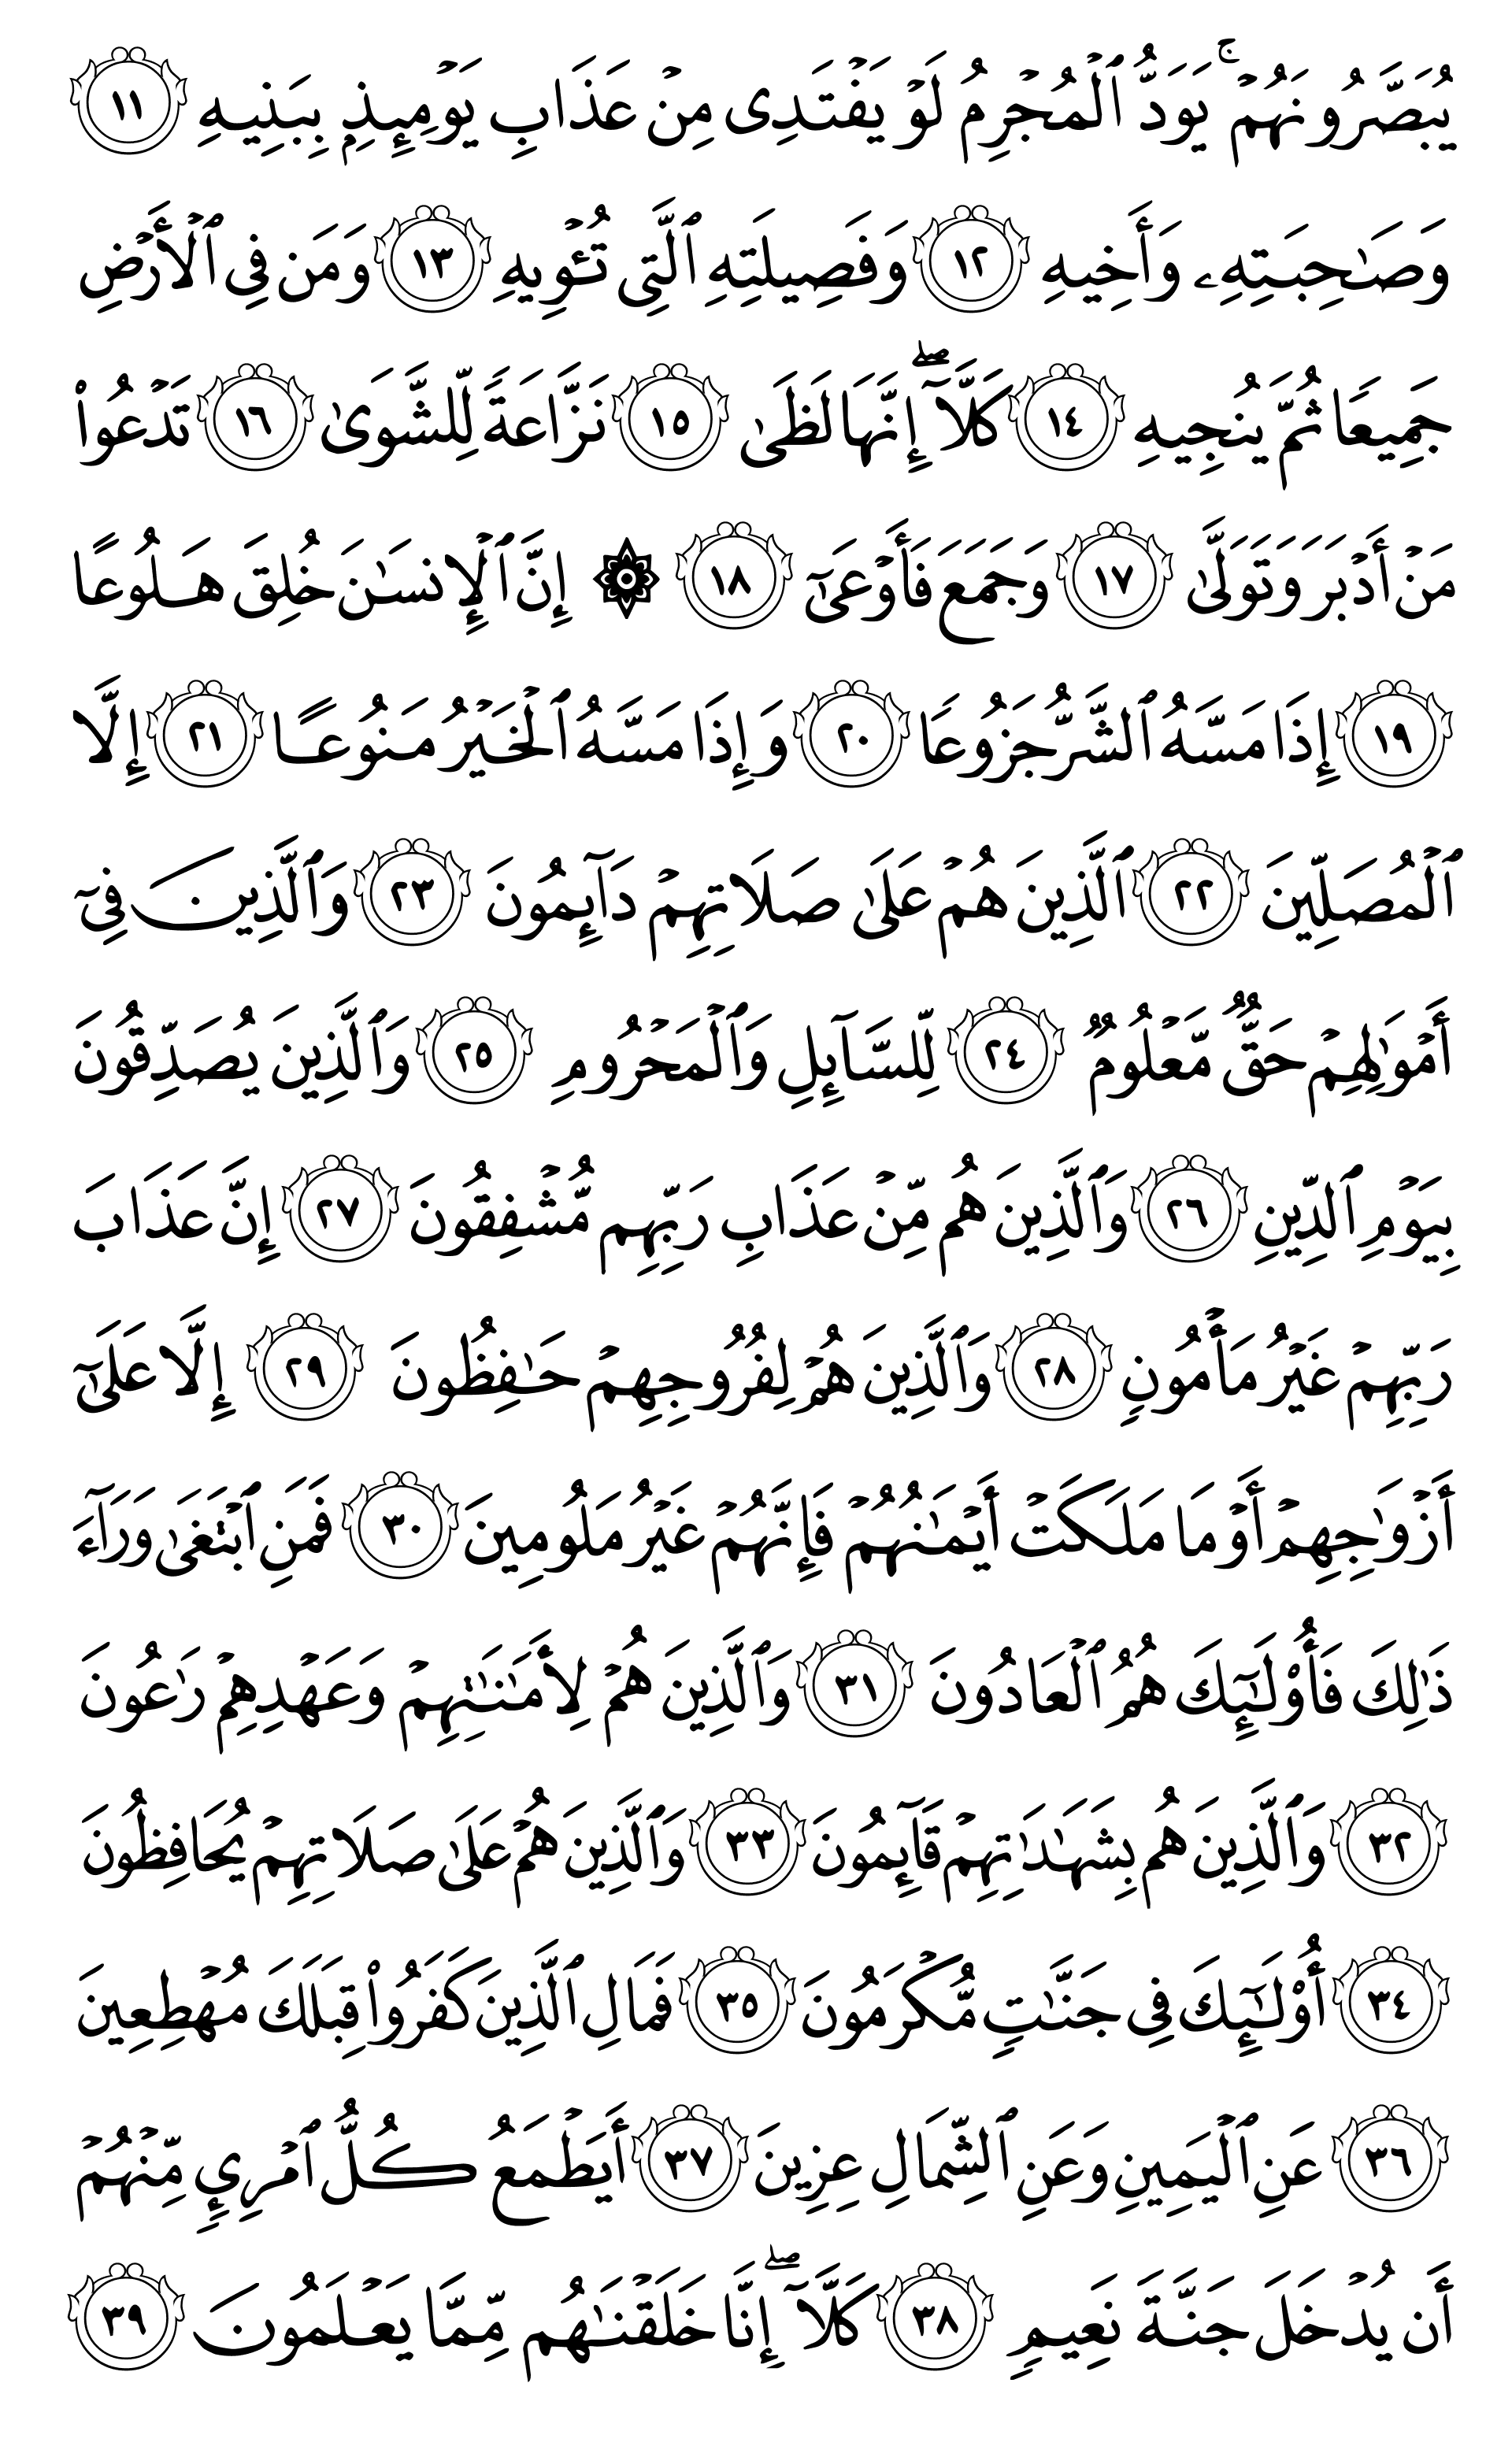 يُبَصَّرُونَهُمۡۚ يَوَدُّ ٱلۡمُجۡرِمُ لَوۡ يَفۡتَدِى مِنۡ عَذَابِ يَوۡمِئِذِۭ بِبَنِيهِ ١١
وَصَٰحِبَتِهِۦ وَأَخِيهِ ١٢ وَفَصِيلَتِهِ ٱلَّتِى تُـٔۡوِيهِ ١٣ وَمَن فِى ٱلۡأَرۡضِ
جَمِيعٗا ثُمَّ يُنجِيهِ ١٤ كَلَّآۖ إِنَّهَا لَظَىٰ ١٥ نَزَّاعَةٗ لِّلشَّوَىٰ ١٦ تَدۡعُواْ
مَنۡ أَدۡبَرَ وَتَوَلَّىٰ ١٧ وَجَمَعَ فَأَوۡعَىٰٓ ١٨ ۞ إِنَّ ٱلۡإِنسَٰنَ خُلِقَ هَلُوعًا
١٩ إِذَا مَسَّهُ ٱلشَّرُّ جَزُوعٗا ٢٠ وَإِذَا مَسَّهُ ٱلۡخَيۡرُ مَنُوعًا ٢١ إِلَّا
ٱلۡمُصَلِّينَ ٢٢ ٱلَّذِينَ هُمۡ عَلَىٰ صَلَاتِهِمۡ دَآئِمُونَ ٢٣ وَٱلَّذِينَ فِىٓ
أَمۡوَٰلِهِمۡ حَقّٞ مَّعۡلُومٞ ٢٤ لِّلسَّآئِلِ وَٱلۡمَحۡرُومِ ٢٥ وَٱلَّذِينَ يُصَدِّقُونَ
بِيَوۡمِ ٱلدِّينِ ٢٦ وَٱلَّذِينَ هُم مِّنۡ عَذَابِ رَبِّهِم مُّشۡفِقُونَ ٢٧ إِنَّ عَذَابَ
رَبِّهِمۡ غَيۡرُ مَأۡمُونٖ ٢٨ وَٱلَّذِينَ هُمۡ لِفُرُوجِهِمۡ حَٰفِظُونَ ٢٩ إِلَّا عَلَىٰٓ
أَزۡوَٰجِهِمۡ أَوۡ مَا مَلَكَتۡ أَيۡمَٰنُهُمۡ فَإِنَّهُمۡ غَيۡرُ مَلُومِينَ ٣٠ فَمَنِ ٱبۡتَغَىٰ وَرَآءَ
ذَٰلِكَ فَأُوْلَٰٓئِكَ هُمُ ٱلۡعَادُونَ ٣١ وَٱلَّذِينَ هُمۡ لِأَمَٰنَٰتِهِمۡ وَعَهۡدِهِمۡ رَٰعُونَ
٣٢ وَٱلَّذِينَ هُم بِشَهَٰدَٰتِهِمۡ قَآئِمُونَ ٣٣ وَٱلَّذِينَ هُمۡ عَلَىٰ صَلَاتِهِمۡ يُحَافِظُونَ
٣٤ أُوْلَٰٓئِكَ فِى جَنَّٰتٖ مُّكۡرَمُونَ ٣٥ فَمَالِ ٱلَّذِينَ كَفَرُواْ قِبَلَكَ مُهۡطِعِينَ
٣٦ عَنِ ٱلۡيَمِينِ وَعَنِ ٱلشِّمَالِ عِزِينَ ٣٧ أَيَطۡمَعُ كُلُّ ٱمۡرِئٖ مِّنۡهُمۡ
أَن يُدۡخَلَ جَنَّةَ نَعِيمٖ ٣٨ كَلَّآۖ إِنَّا خَلَقۡنَٰهُم مِّمَّا يَعۡلَمُونَ ٣٩